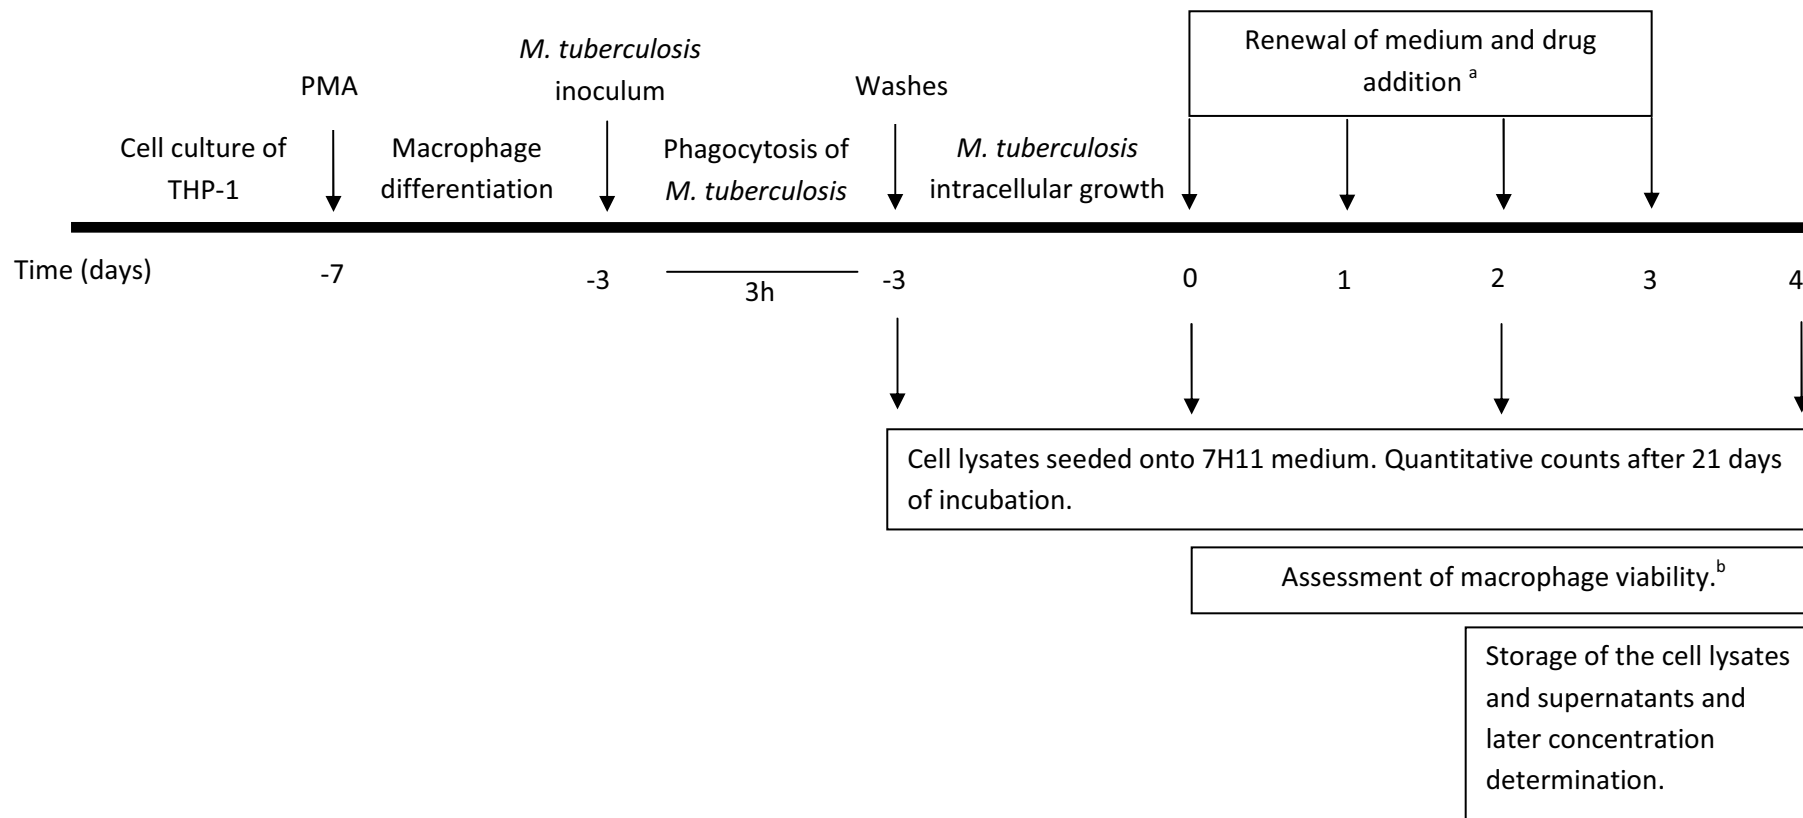 M. tuberculosis
inoculum
PMA
Washes
Renewal of medium and drug
addition a
Cell culture of
THP-1
Macrophage
differentiation
Phagocytosis of
M. tuberculosis
M. tuberculosis
intracellular growth
Time (days)
-7
-3
3h
-3
0
1
2
3
4
Cell lysates seeded onto 7H11 medium. Quantitative counts after 21 days
of incubation.
Assessment of macrophage viability.b
Storage of the cell lysates
and supernatants and
later concentration
determination.